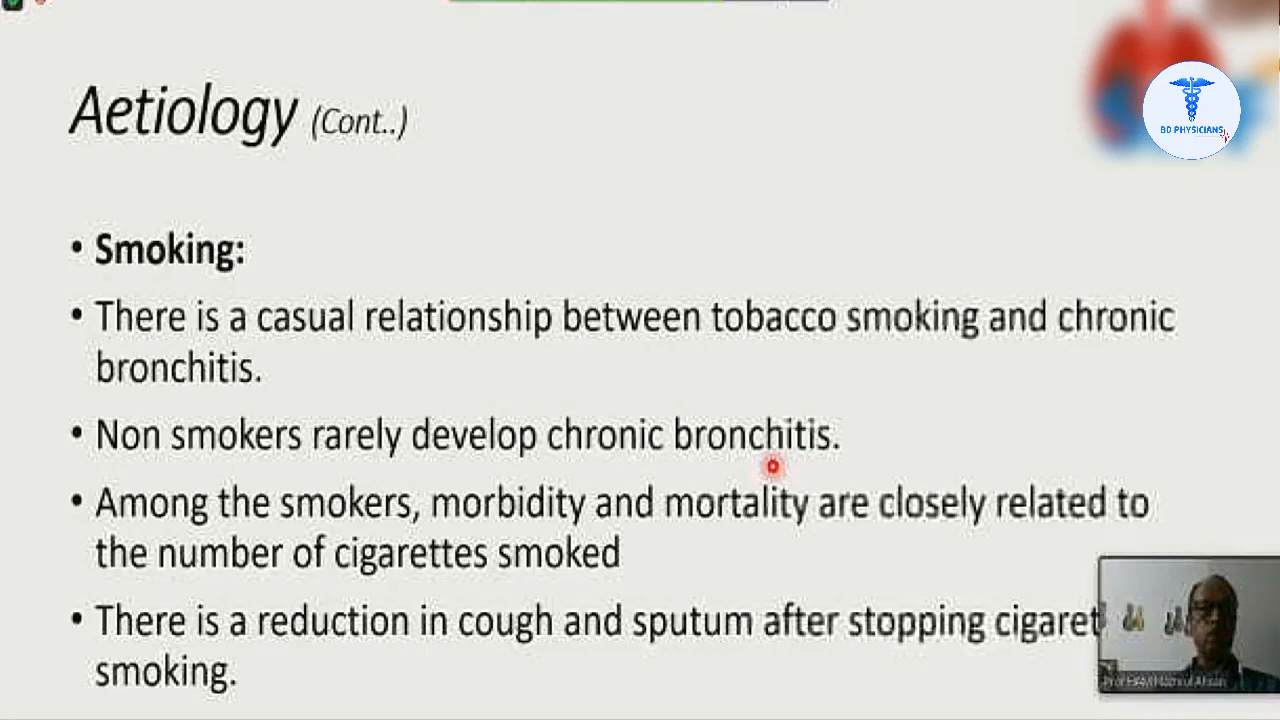 Aetiology (Cont..)
BD PHYSICIANS
• Smoking:
• There is a casual relationship between tobacco smoking and chronic
bronchitis.
• Non smokers rarely develop chronic bronchitis.
• Among the smokers, morbidity and mortality are closely related to
the number of cigarettes smoked
• There is a reduction in cough and sputum after stopping cigaret
smoking.